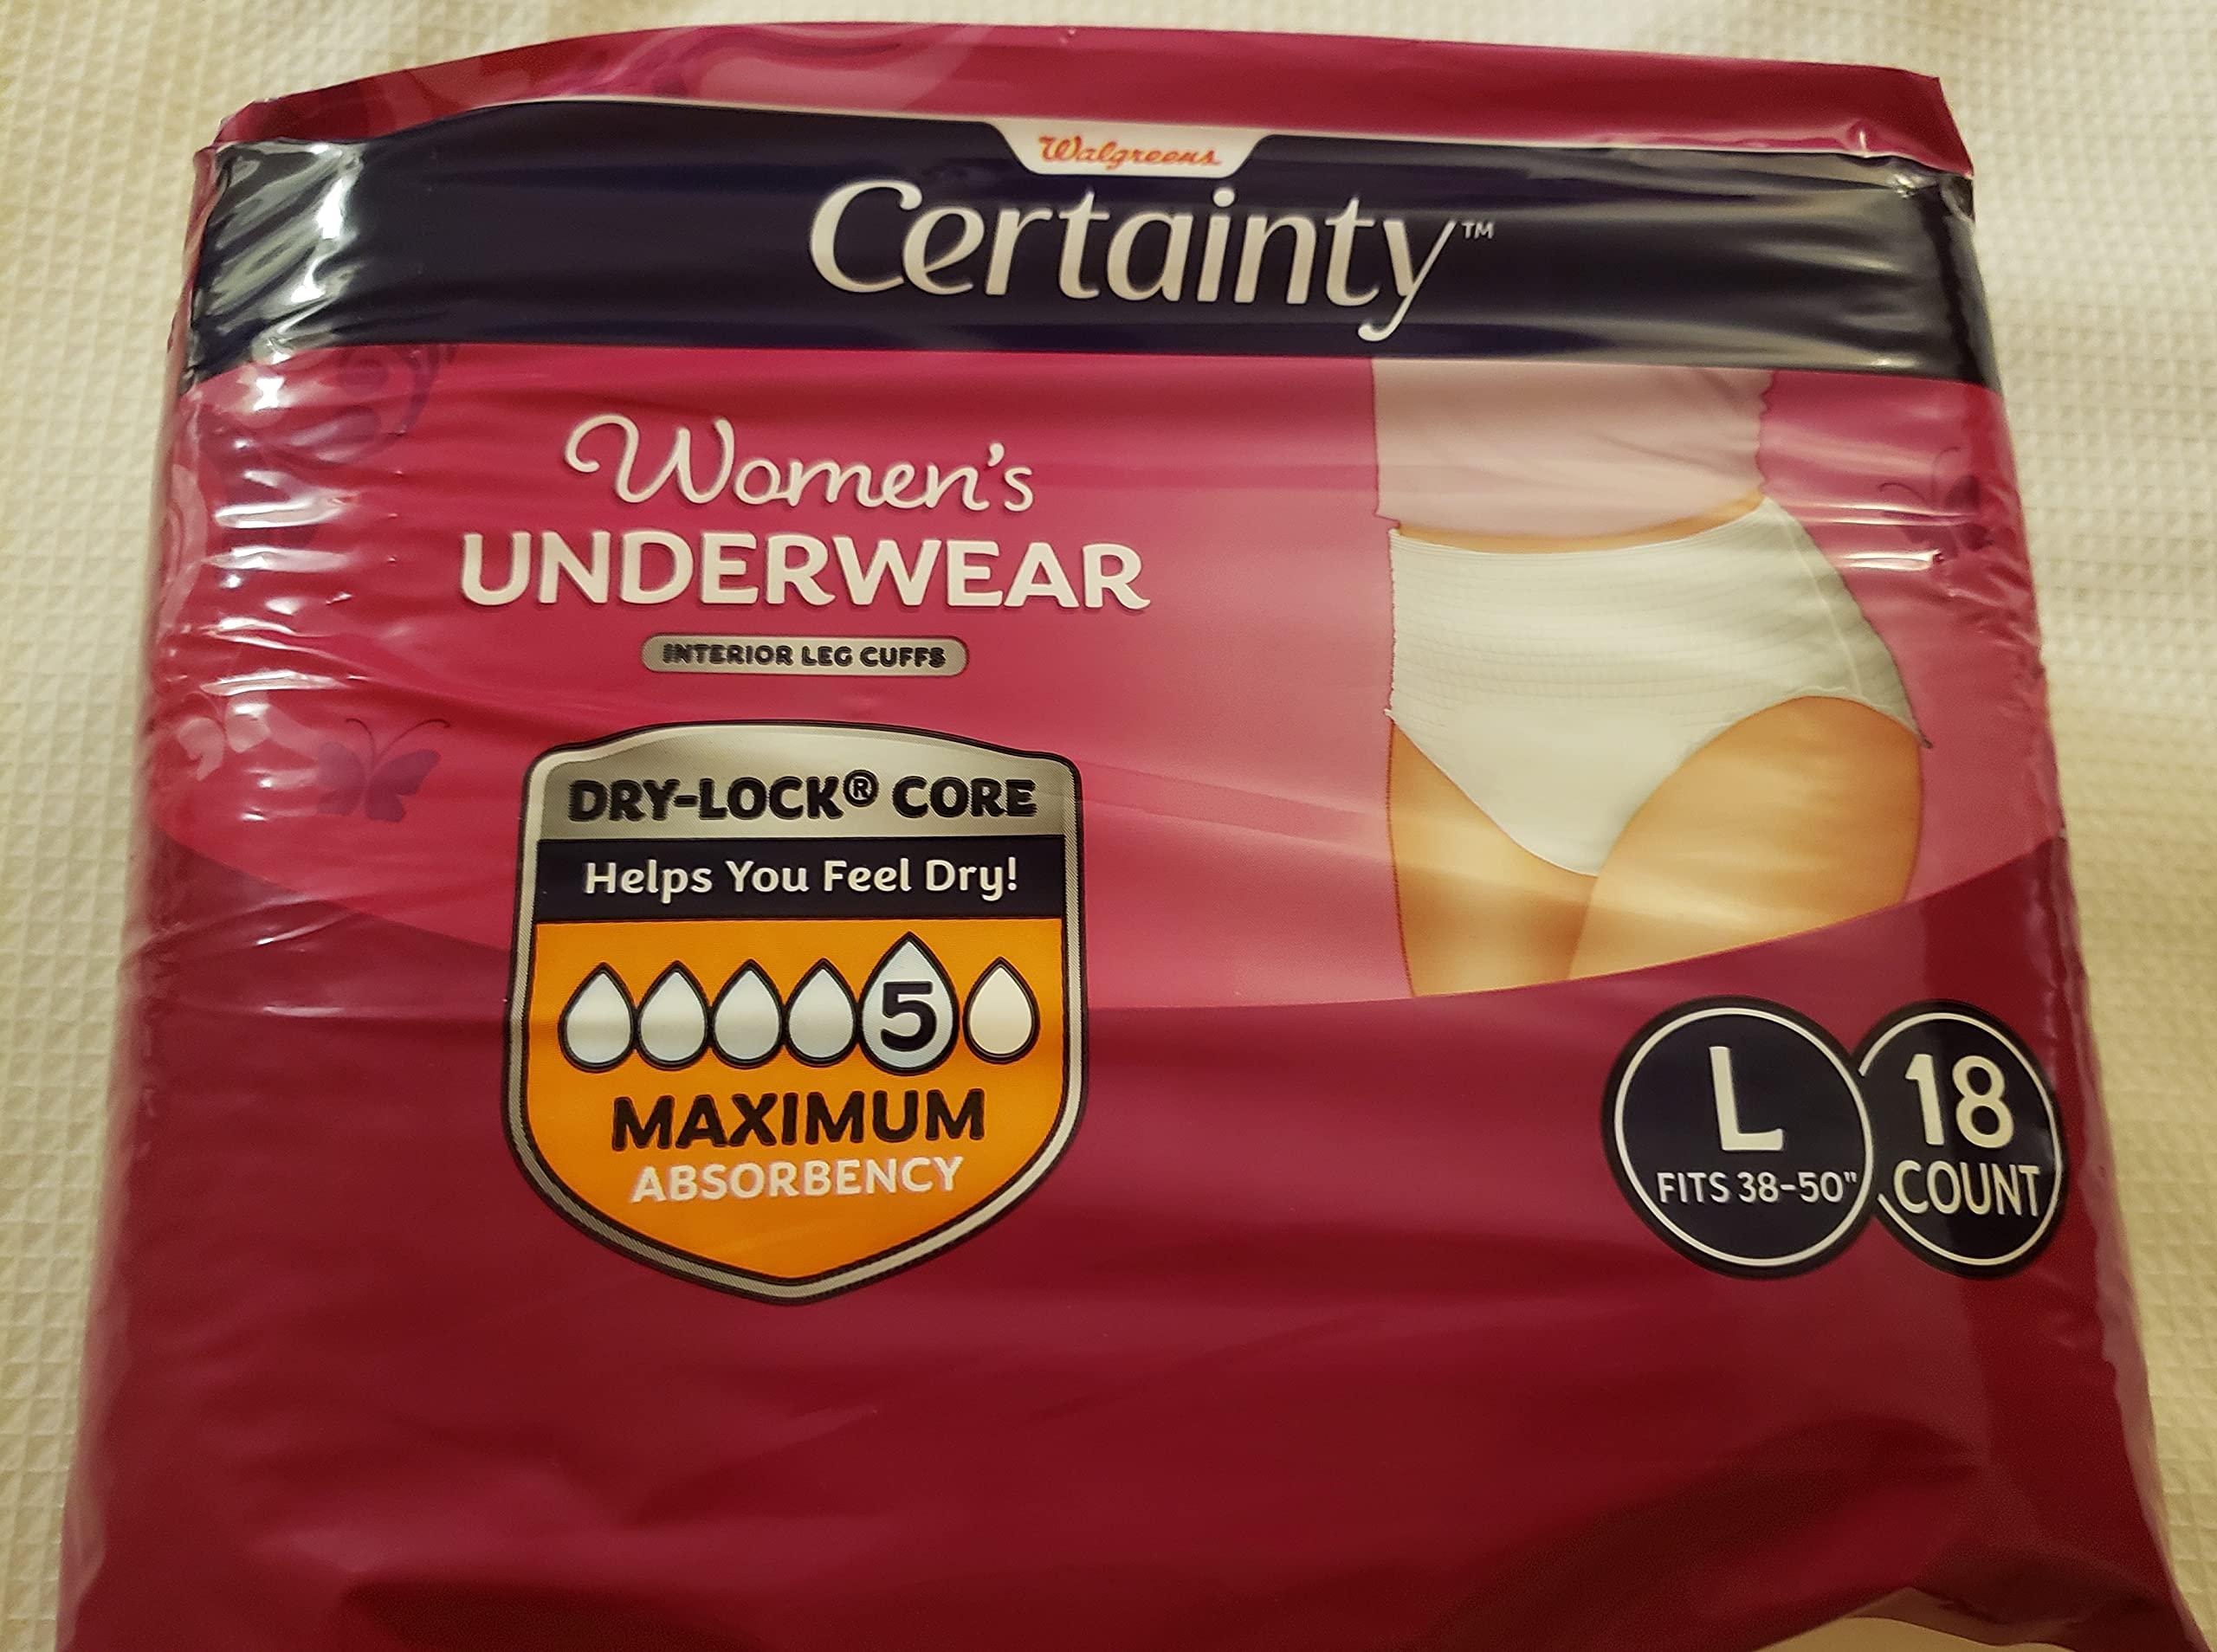 Walgreens
Certainty™
Women's
UNDERWEAR
INTERIOR LEG CUFFS
DRY-LOCK® CORE
Helps You Feel Dry!
5
MAXIMUM
ABSORBENCY
L
FITS 38-50"
18
COUNT